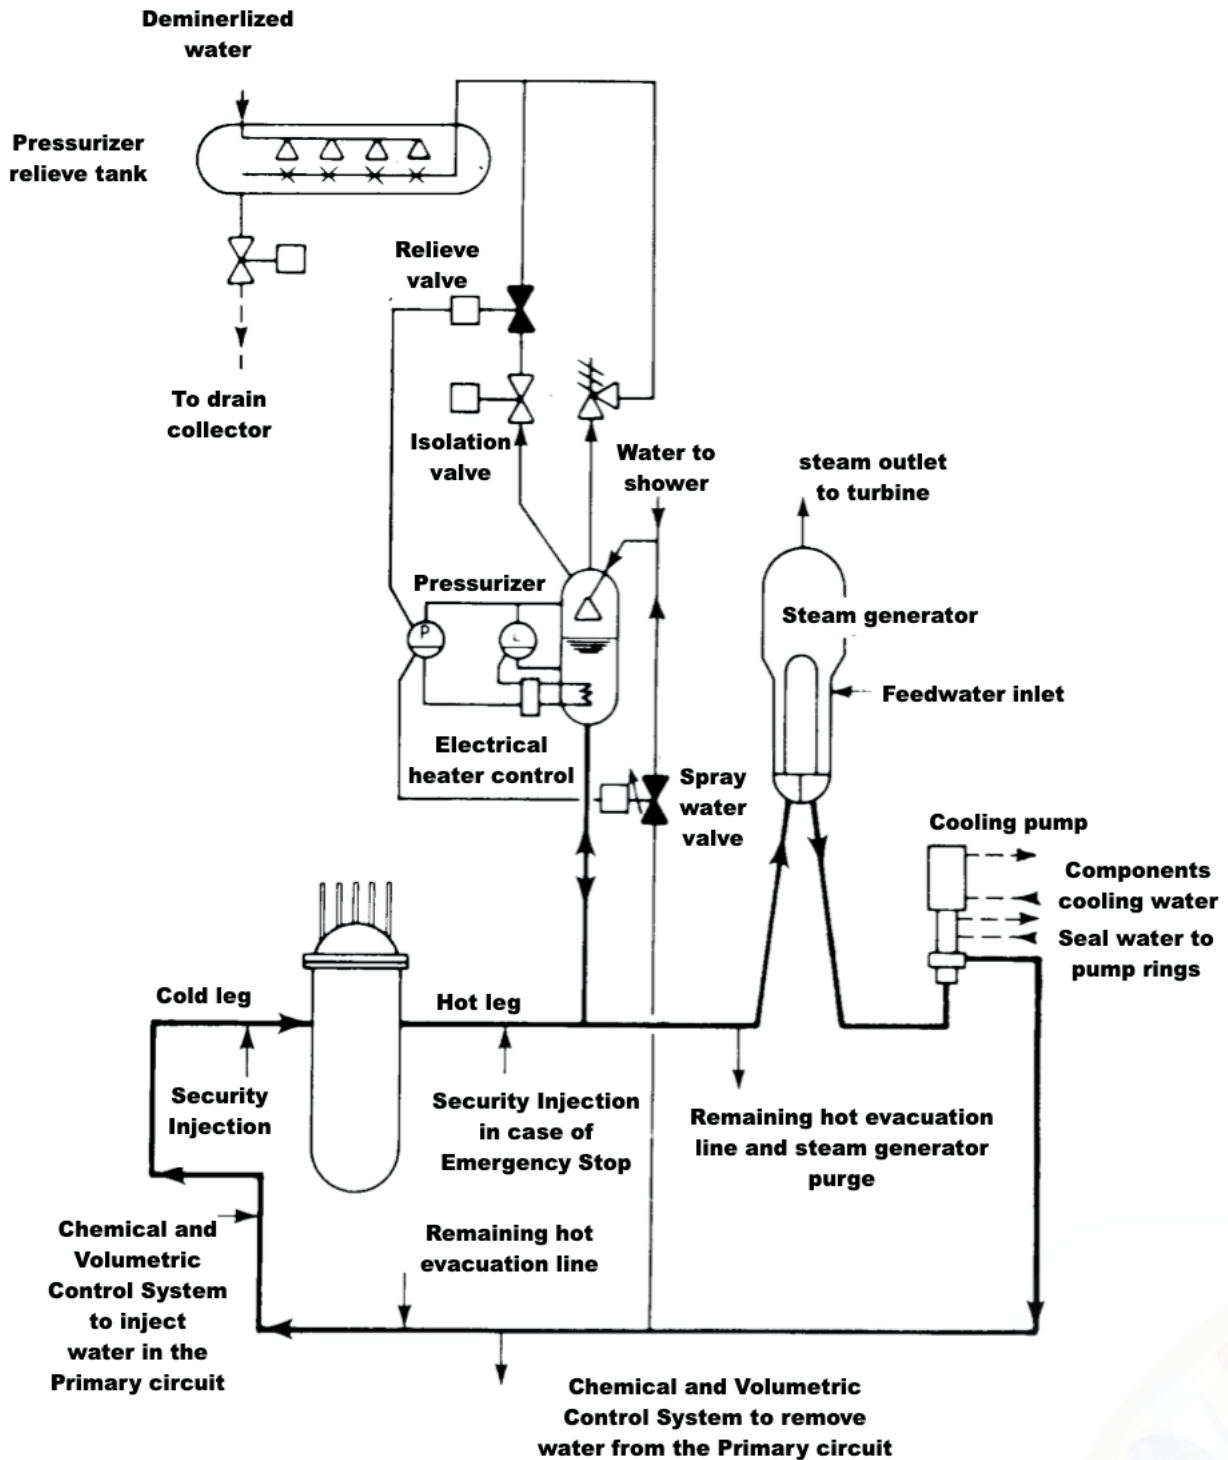 Deminerlized
water
Pressurizer
relieve tank
Relieve
valve
To drain
collector
Isolation
valve
Water to
shower
steam outlet
to turbine
Pressurizer
P
L
Steam generator
Feedwater inlet
Electrical
heater control
Spray
water
valve
Cooling pump
Components
cooling water
Seal water to
pump rings
Cold leg
Hot leg
Security
Injection
Security Injection
in case of
Emergency Stop
Remaining hot evacuation
line and steam generator
purge
Chemical and
Volumetric
Control System
to inject
water in the
Primary circuit
Remaining hot
evacuation line
Chemical and Volumetric
Control System to remove
water from the Primary circuit